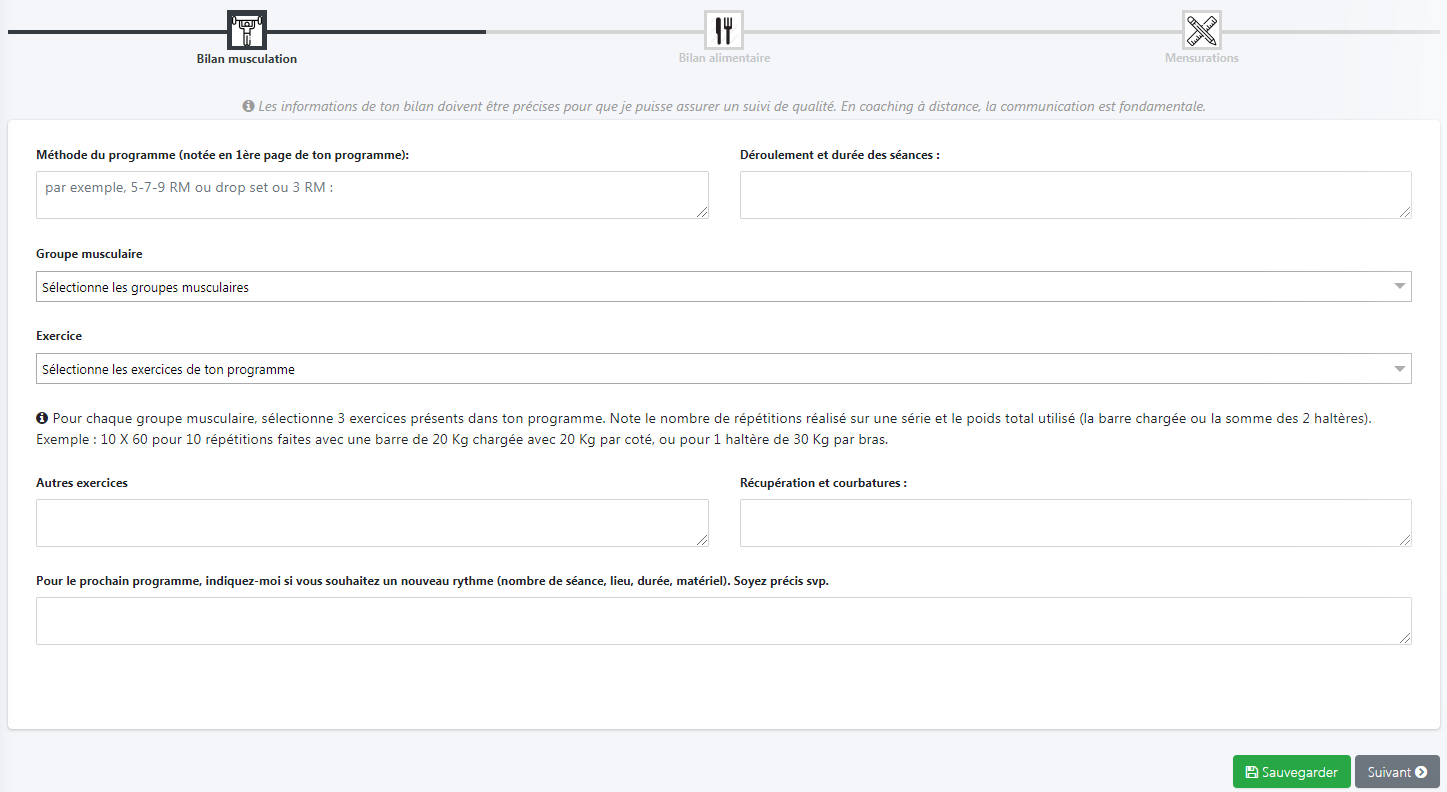 Bilan musculation
Bilan alimentaire
Mensurations
Les informations de ton bilan doivent être précises pour que je puisse assurer un suivi de qualité. En coaching à distance, la communication est fondamentale.
Méthode du programme (notée en 1ère page de ton programme):
Déroulement et durée des séances :
par exemple, 5-7-9 RM ou drop set ou 3 RM :
Groupe musculaire
Sélectionne les groupes musculaires
Exercice
Sélectionne les exercices de ton programme
Pour chaque groupe musculaire, sélectionne 3 exercices présents dans ton programme. Note le nombre de répétitions réalisé sur une série et le poids total utilisé (la barre chargée ou la somme des 2 haltères).
Exemple : 10 X 60 pour 10 répétitions faites avec une barre de 20 Kg chargée avec 20 Kg par coté, ou pour 1 haltère de 30 Kg par bras.
Autres exercices
Récupération et courbatures :
Pour le prochain programme, indiquez-moi si vous souhaitez un nouveau rythme (nombre de séance, lieu, durée, matériel). Soyez précis svp.
Sauvegarder
Suivant